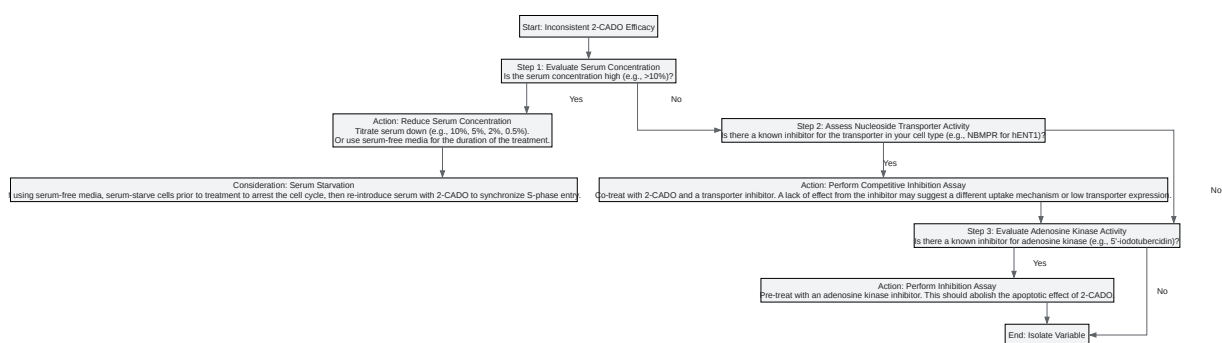 Start: Inconsistent 2-CADO Efficacy
Step 1: Evaluate Serum Concentration
Is the serum concentration high (e.g., >10%)?
Yes
No
Action: Reduce Serum Concentration
Titrate serum down (e.g., 10%, 5%, 2%, 0.5%).
Or use serum-free media for the duration of the treatment.
Step 2: Assess Nucleoside Transporter Activity
Is there a known inhibitor for the transporter in your cell type (e.g., NBMPR for hENT1)?
Yes
No
Consideration: Serum Starvation
using serum-free media, serum-starve cells prior to treatment to arrest the cell cycle, then re-introduce serum with 2-CADO to synchronize S-phase entry.
Action: Perform Competitive Inhibition Assay
Co-treat with 2-CADO and a transporter inhibitor. A lack of effect from the inhibitor may suggest a different uptake mechanism or low transporter expression.
Step 3: Evaluate Adenosine Kinase Activity
Is there a known inhibitor for adenosine kinase (e.g., 5'-iodotubercidin)?
Yes
No
Action: Perform Inhibition Assay
Pre-treat with an adenosine kinase inhibitor. This should abolish the apoptotic effect of 2-CADO.
End: Isolate Variable